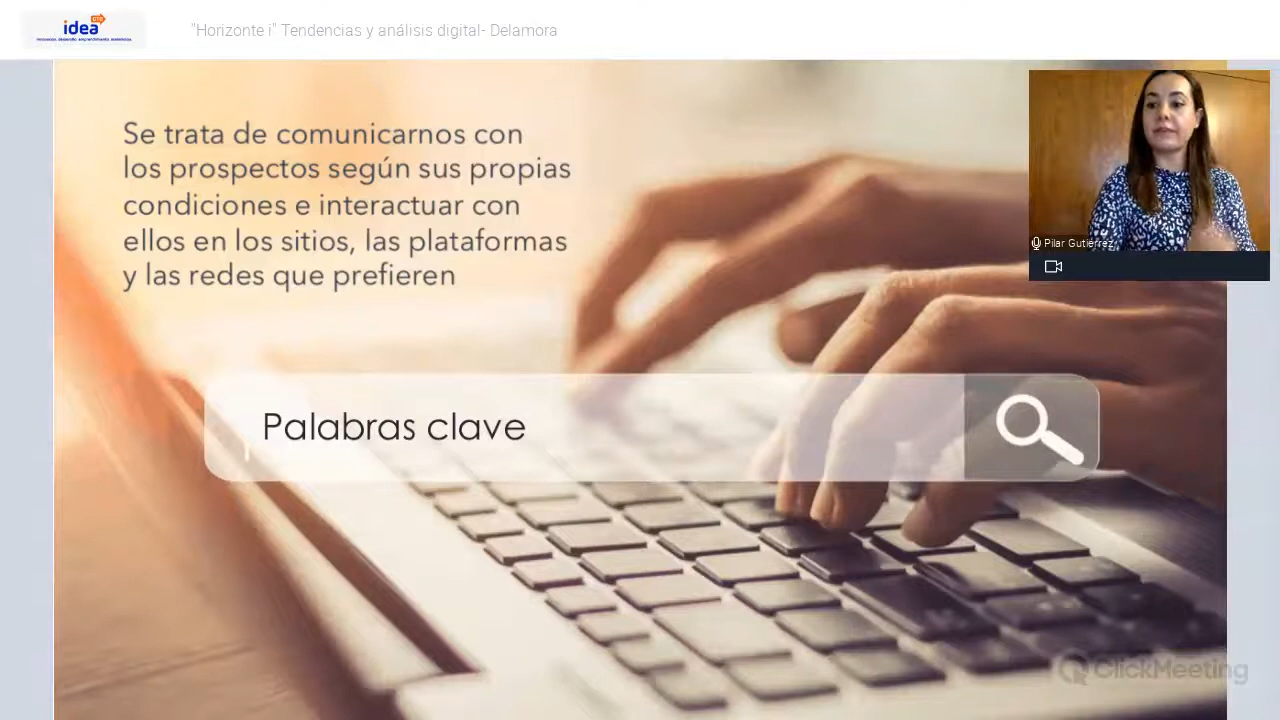 idea
GTO
"Horizonte i" Tendencias y análisis digital- Delamora
Se trata de comunicarnos con
los prospectos según sus propias
condiciones e interactuar con
ellos en los sitios, las plataformas
y las redes que prefieren
Pilar Gutiérrez
Palabras clave
ClickMeeting